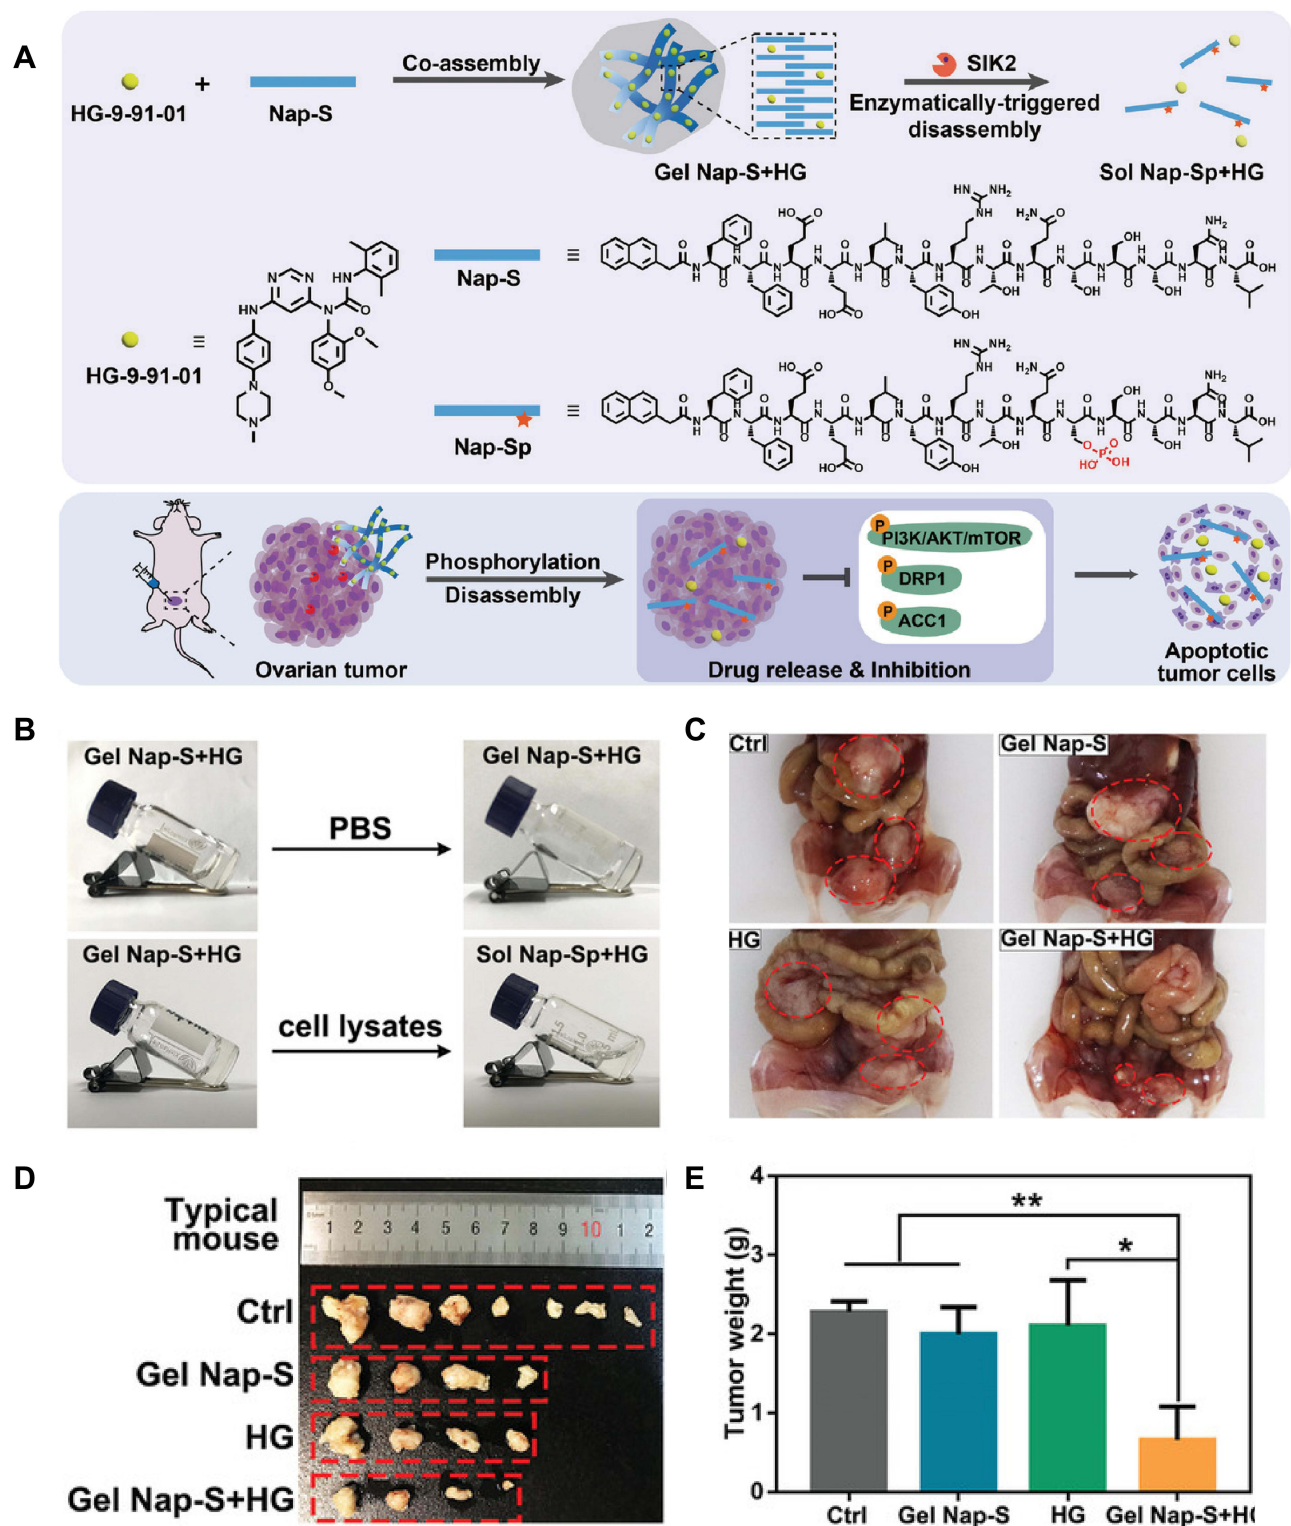 A
HG-9-91-01
+
Nap-S
Co-assembly
Gel Nap-S+HG
SIK2
Enzymatically-triggered
disassembly
Sol Nap-Sp+HG
HG-9-91-01
≡
Nap-S
≡
Nap-Sp
≡
Ovarian tumor
Phosphorylation
Disassembly
P
PI3K/AKT/mTOR
P
DRP1
P
ACC1
Drug release & Inhibition
Apoptotic
tumor cells
B
Gel Nap-S+HG
PBS
Gel Nap-S+HG
Gel Nap-S+HG
cell lysates
Sol Nap-Sp+HG
C
Ctrl
Gel Nap-S
HG
Gel Nap-S+HG
D
Typical
mouse
1 2 3 4 5 6 7 8 9 10 1 2
Ctrl
Gel Nap-S
HG
Gel Nap-S+HG
E
Tumor weight (g)
4
3
2
1
0
**
*
Ctrl Gel Nap-S HG Gel Nap-S+H